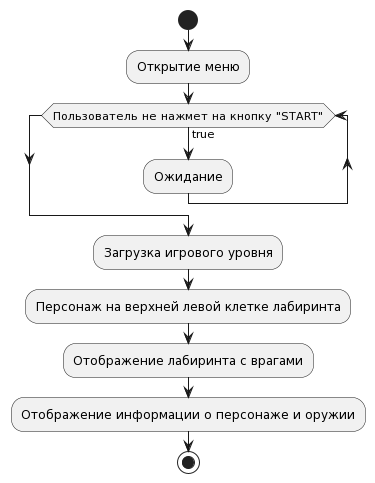 Открытие меню
Пользователь не нажмет на кнопку "START"
true
Ожидание
Загрузка игрового уровня
Персонаж на верхней левой клетке лабиринта
Отображение лабиринта с врагами
Отображение информации о персонаже и оружии